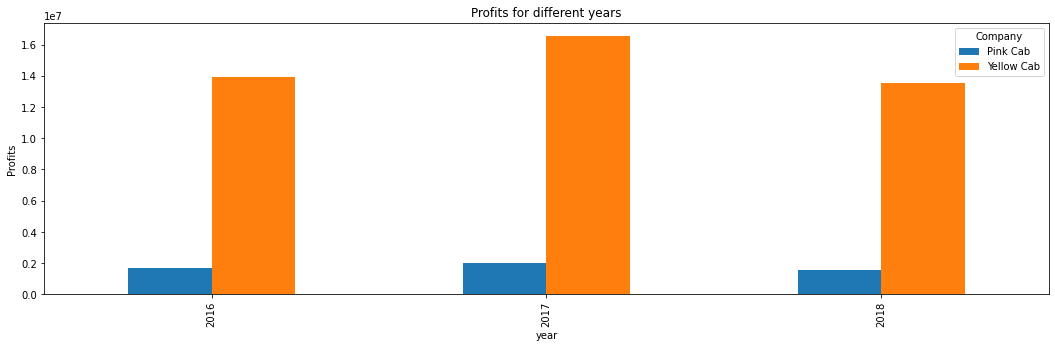 Profits for different years
1e7
Company
Pink Cab
Yellow Cab
1.6
1.4
1.2
1.0
0.8
0.6
0.4
0.2
0.0
Profits
2016
2017
2018
year